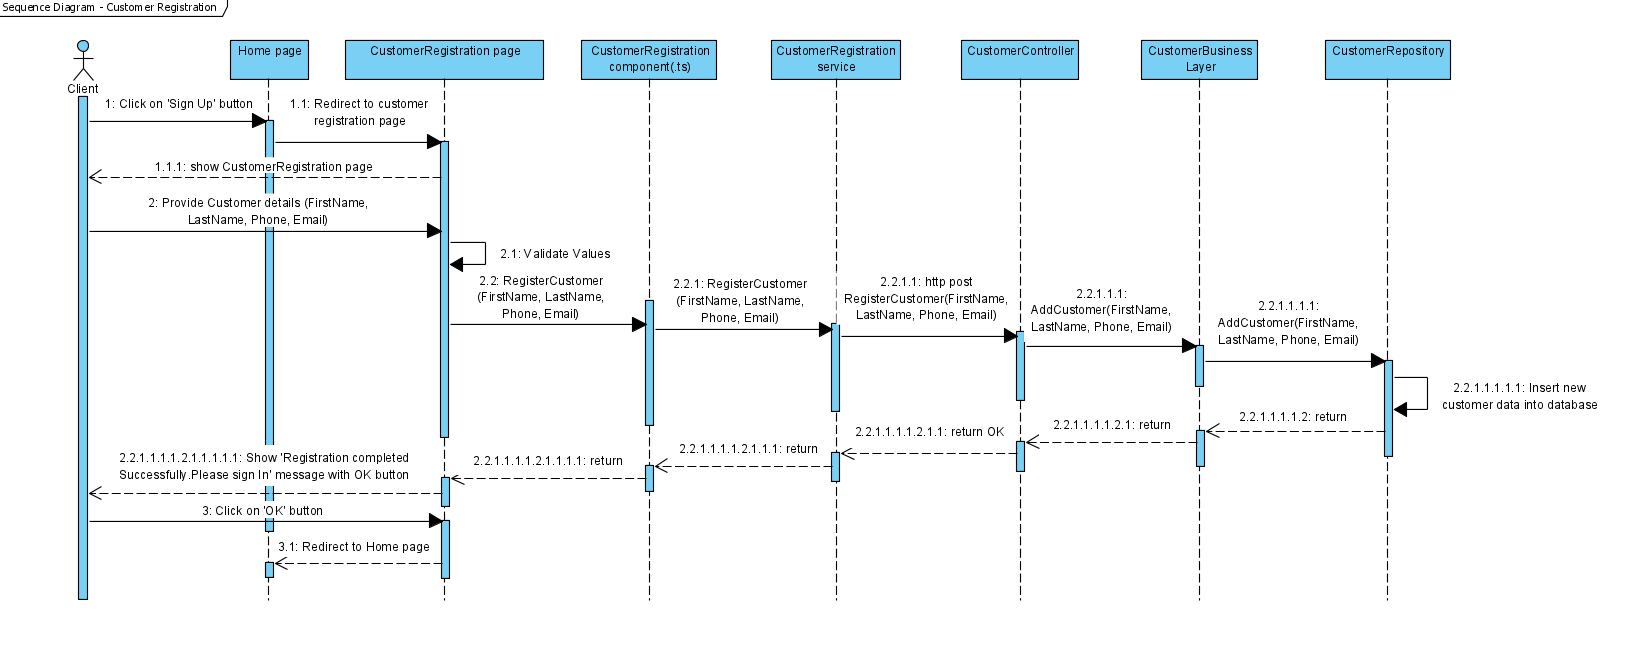 Sequence Diagram - Customer Registration
Client
Home page
CustomerRegistration page
CustomerRegistration
component(.ts)
CustomerRegistration
service
CustomerController
CustomerBusiness
Layer
CustomerRepository
1: Click on 'Sign Up' button
1.1: Redirect to customer
registration page
1.1.1: show CustomerRegistration page
2: Provide Customer details (FirstName,
LastName, Phone, Email)
2.1: Validate Values
2.2: RegisterCustomer
(FirstName, LastName,
Phone, Email)
2.2.1: RegisterCustomer
(FirstName, LastName,
Phone, Email)
2.2.1.1: http post
RegisterCustomer(FirstName,
LastName, Phone, Email)
2.2.1.1.1:
AddCustomer(FirstName,
LastName, Phone, Email)
2.2.1.1.1.1:
AddCustomer(FirstName,
LastName, Phone, Email)
2.2.1.1.1.1.1: Insert new
customer data into database
2.2.1.1.1.1.2: return
2.2.1.1.1.1.2.1: return
2.2.1.1.1.1.2.1.1: return OK
2.2.1.1.1.1.2.1.1.1: return
2.2.1.1.1.1.2.1.1.1.1: return
2.2.1.1.1.1.2.1.1.1.1.1: Show 'Registration completed
Successfully.Please sign In' message with OK button
3: Click on 'OK' button
3.1: Redirect to Home page